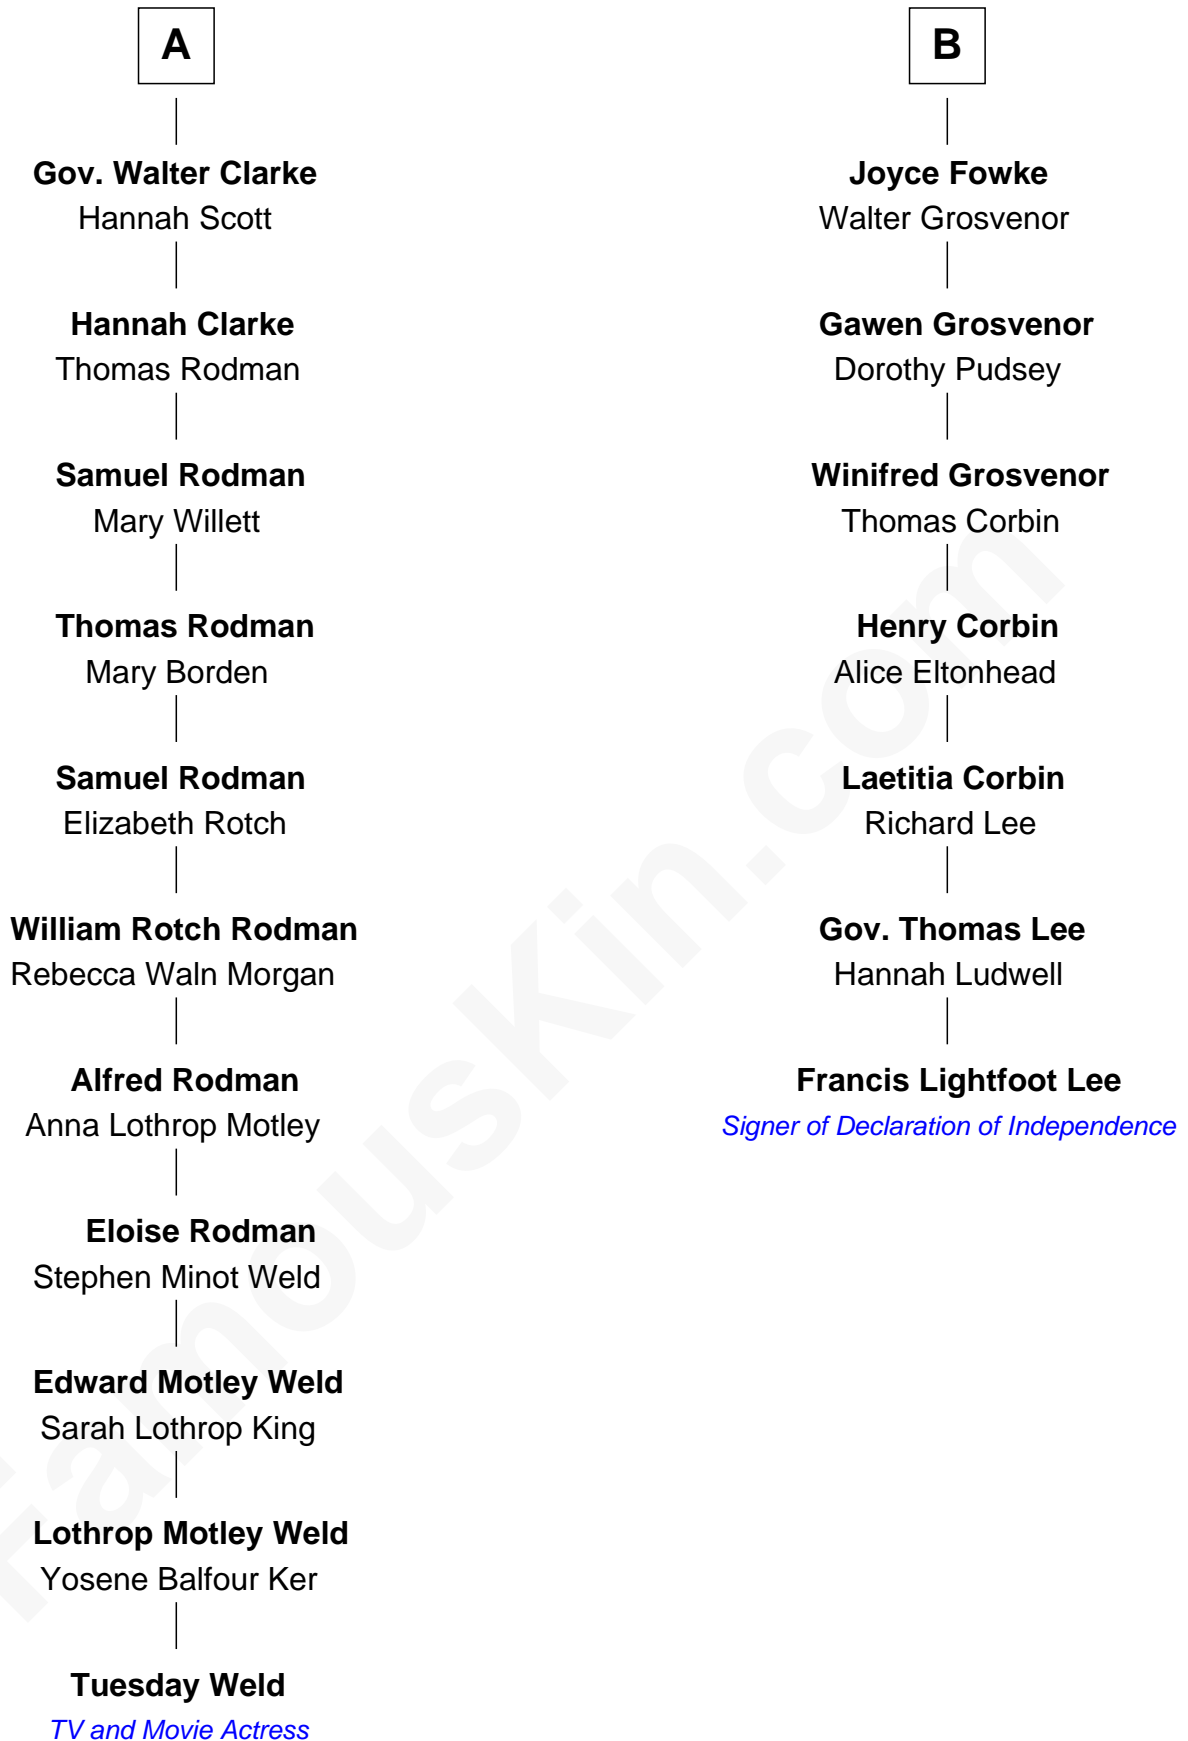 A
Gov. Walter Clarke
Hannah Scott
Hannah Clarke
Thomas Rodman
Samuel Rodman
Mary Willett
Thomas Rodman
Mary Borden
Samuel Rodman
Elizabeth Rotch
William Rotch Rodman
Rebecca Waln Morgan
Alfred Rodman
Anna Lothrop Motley
Eloise Rodman
Stephen Minot Weld
Edward Motley Weld
Sarah Lothrop King
Lothrop Motley Weld
Yosene Balfour Ker
Tuesday Weld
TV and Movie Actress
B
Joyce Fowke
Walter Grosvenor
Gawen Grosvenor
Dorothy Pudsey
Winifred Grosvenor
Thomas Corbin
Henry Corbin
Alice Eltonhead
Laetitia Corbin
Richard Lee
Gov. Thomas Lee
Hannah Ludwell
Francis Lightfoot Lee
Signer of Declaration of Independence
FamousKin.com